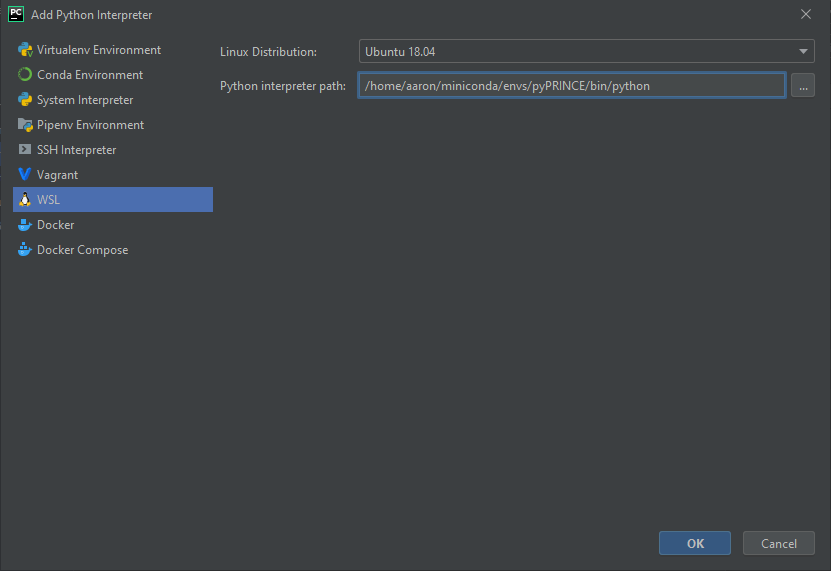 PC Add Python Interpreter
Virtualenv Environment
Conda Environment
System Interpreter
Pipenv Environment
SSH Interpreter
Vagrant
WSL
Docker
Docker Compose
Linux Distribution: Ubuntu 18.04
Python interpreter path: /home/aaron/miniconda/envs/pyPRINCE/bin/python ...
OK Cancel